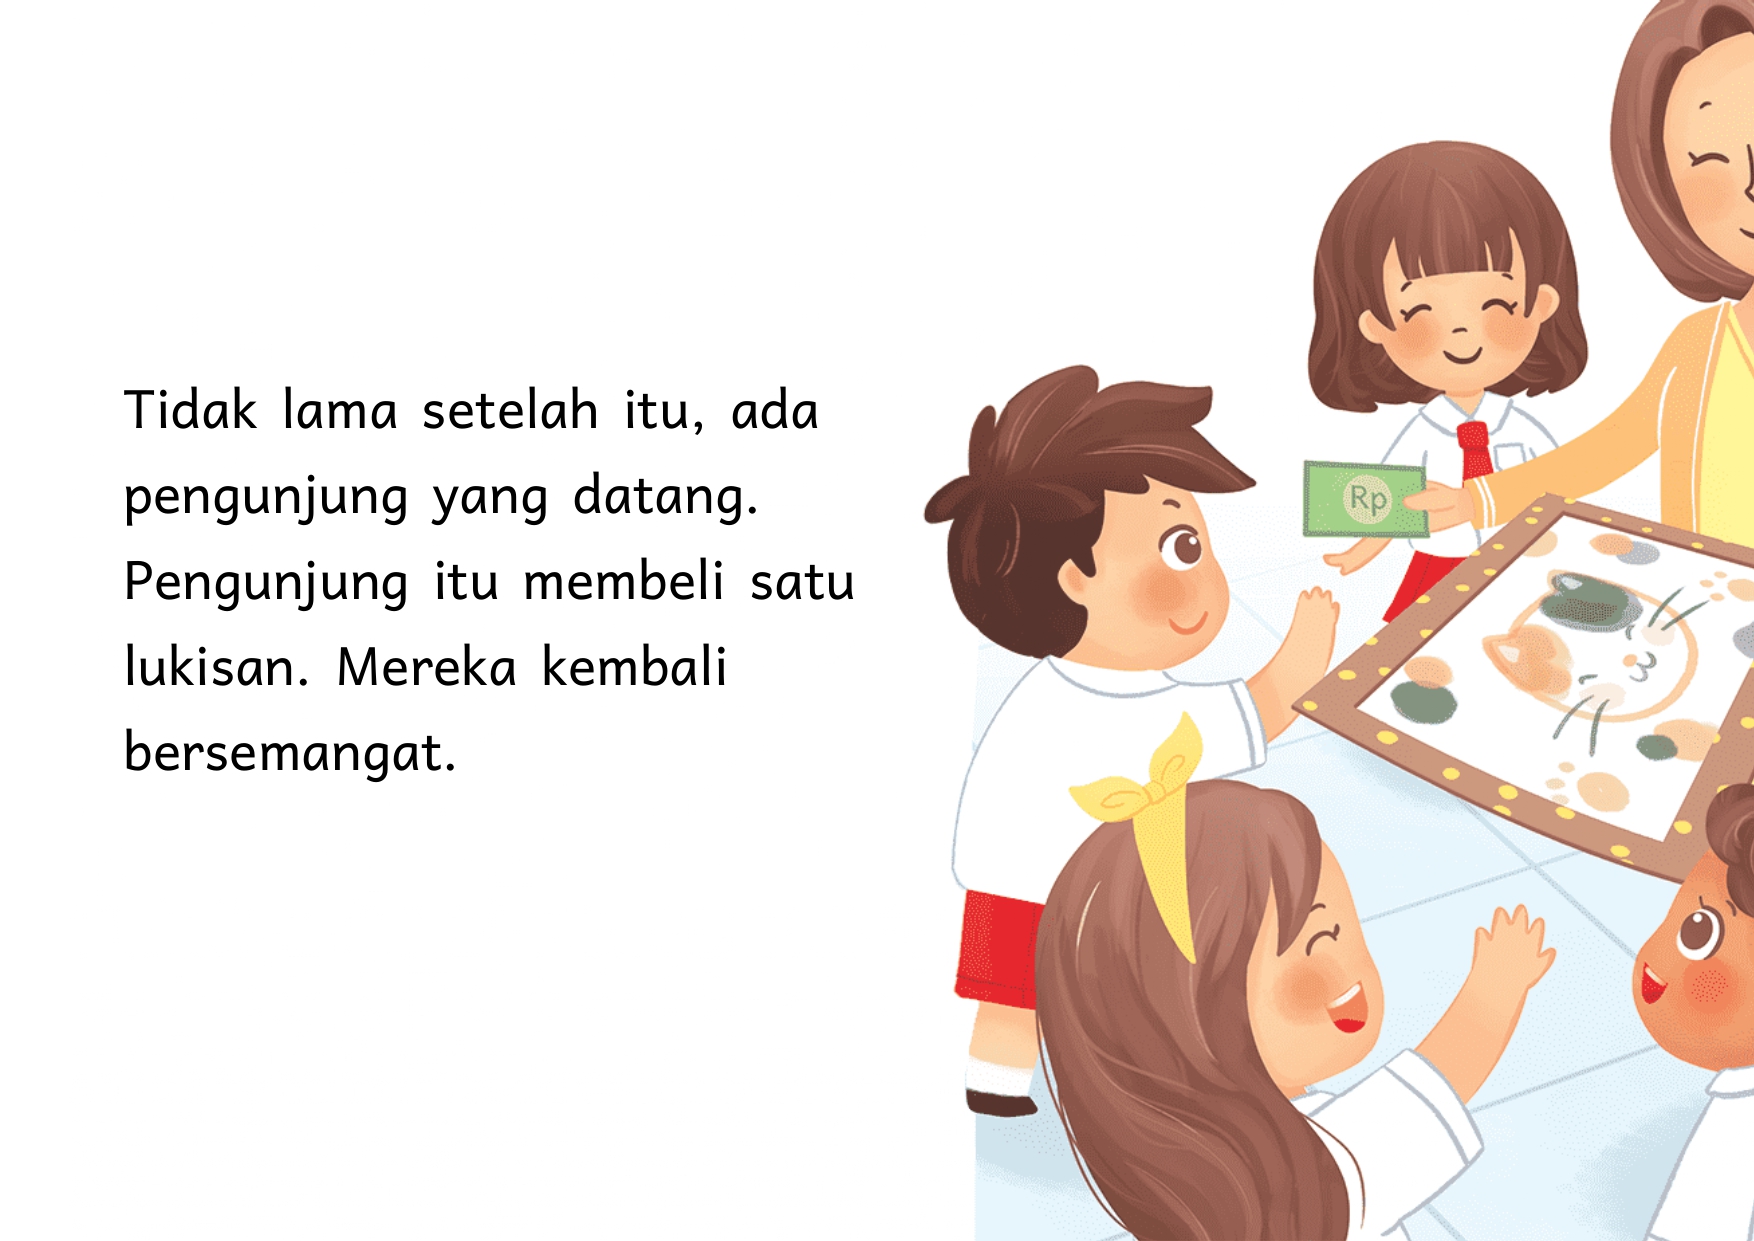 Tidak lama setelah itu, ada
pengunjung yang datang.
Pengunjung itu membeli satu
lukisan. Mereka kembali
bersemangat.
Rp